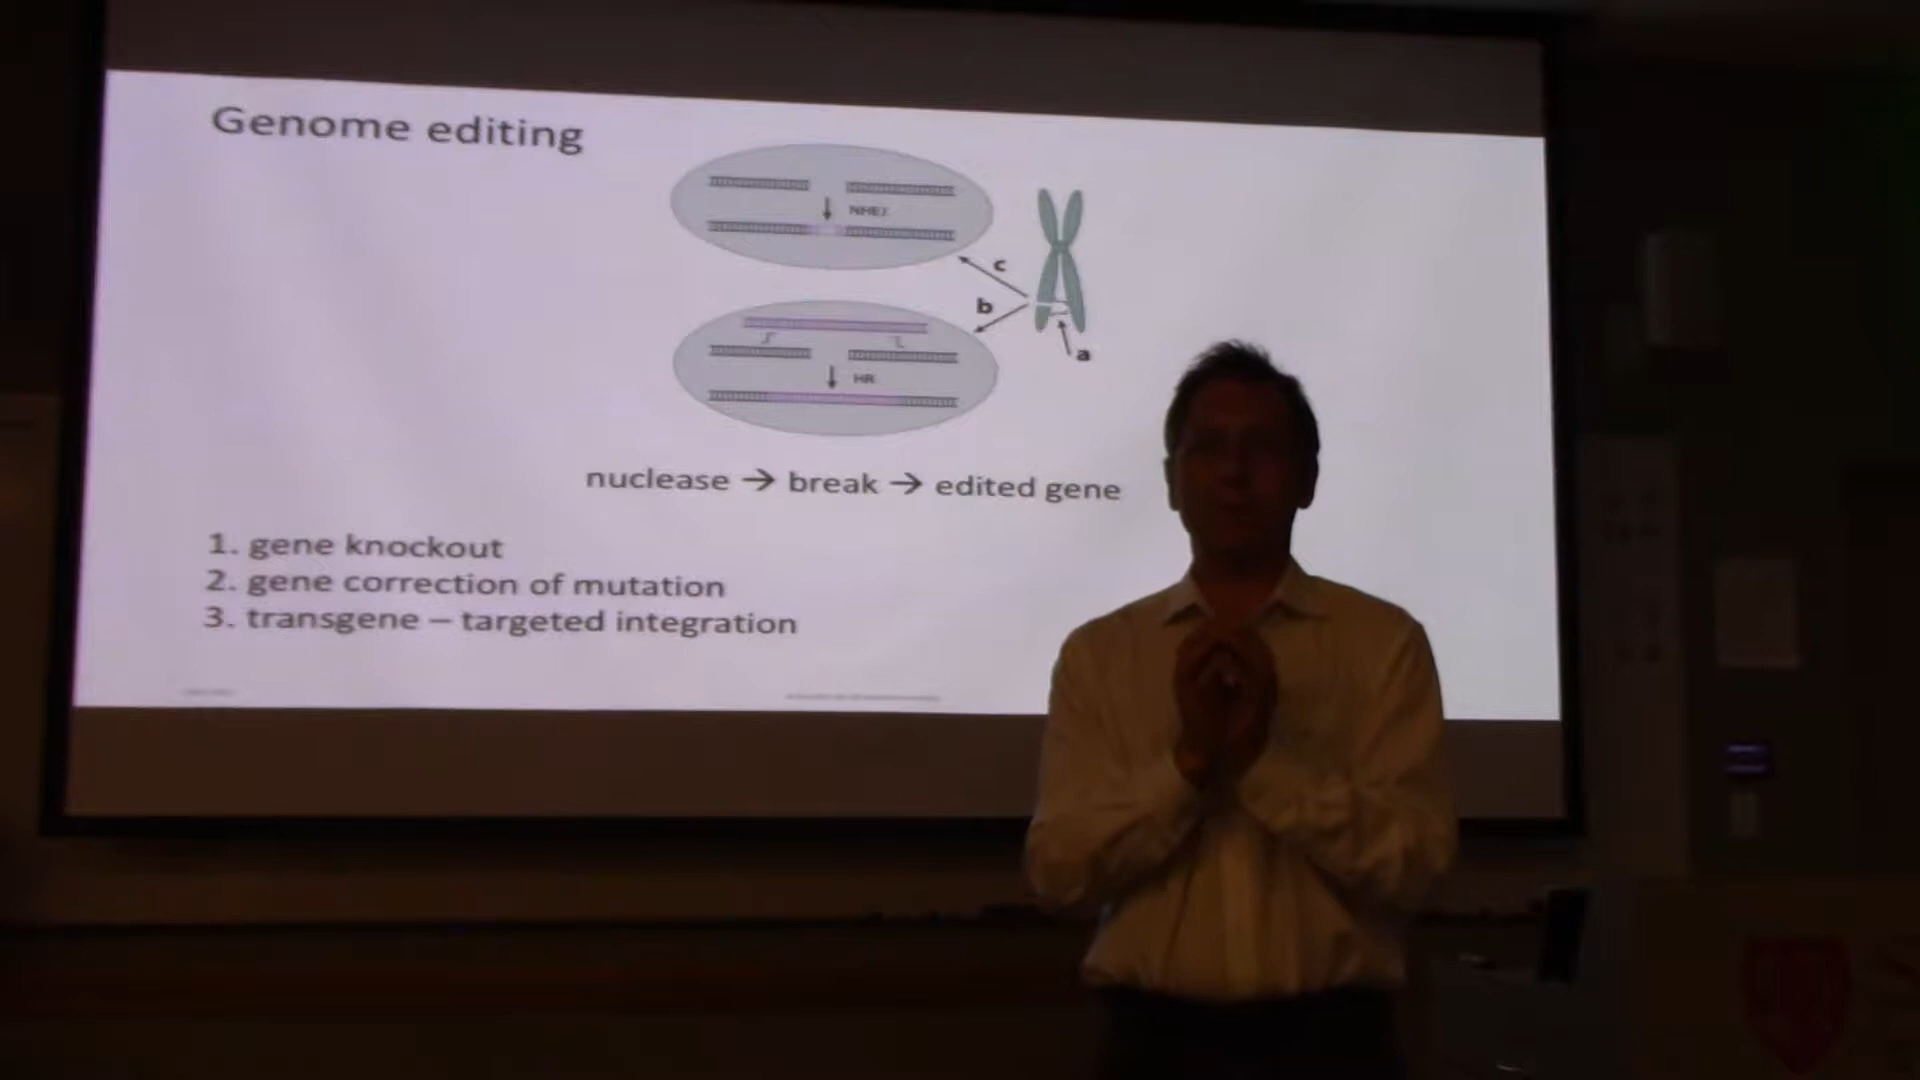 Genome editing
NHEJ
c
b
a
HR
nuclease → break → edited gene
1. gene knockout
2. gene correction of mutation
3. transgene – targeted integration